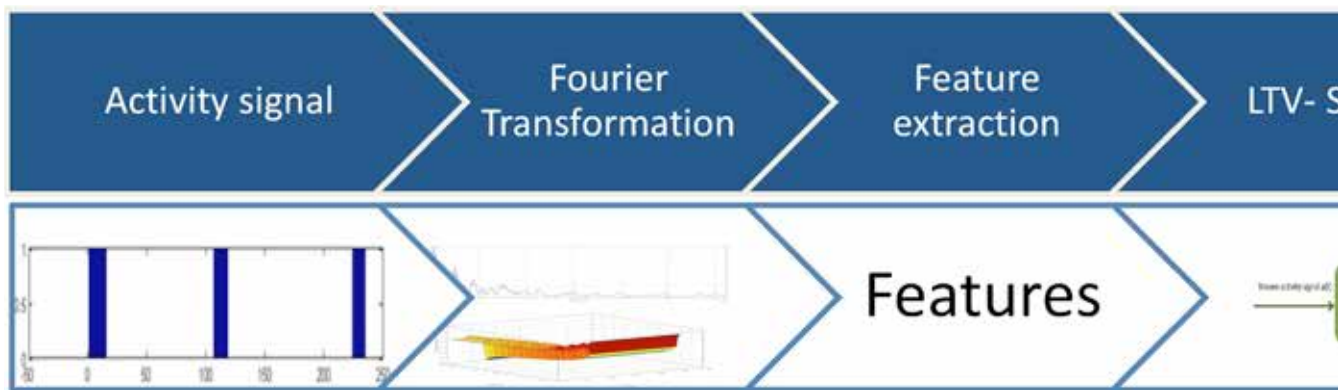 Activity signal
Fourier
Transformation
Feature
extraction
LTV- S
1
0.5
0
-50
0
50
100
150
200
250
Features